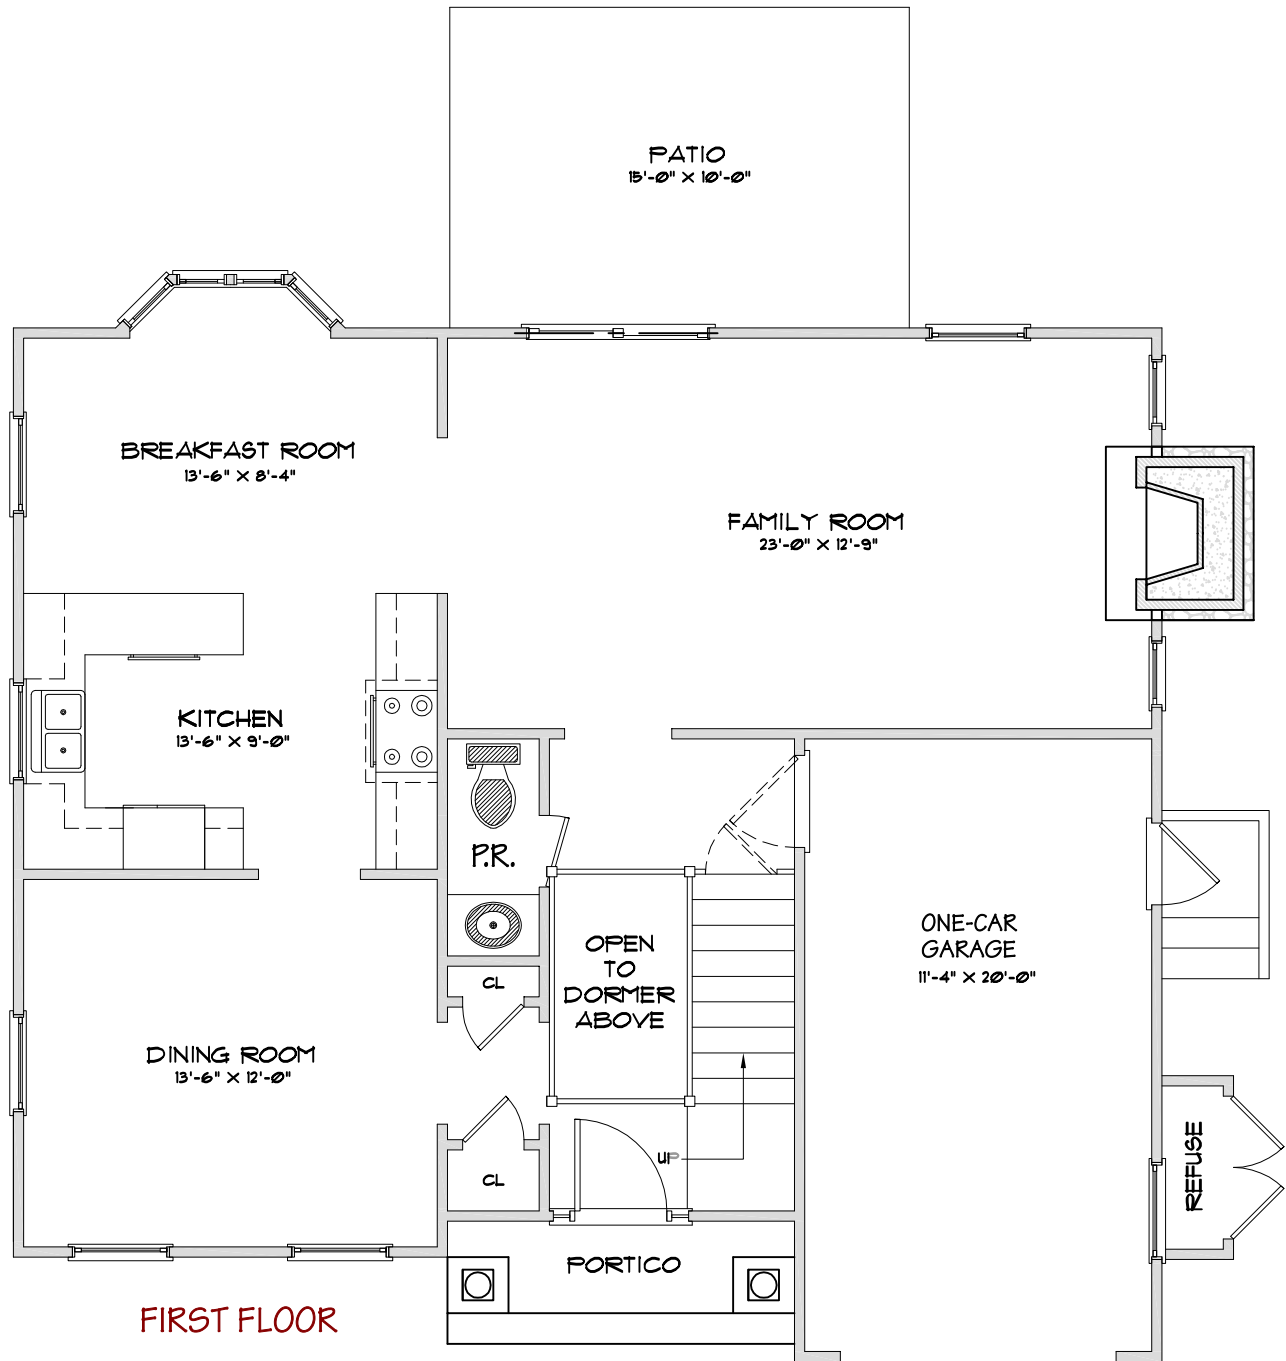 PATIO
15'-0" X 10'-0"
BREAKFAST ROOM
13'-6" X 8'-4"
FAMILY ROOM
23'-0" X 12'-9"
KITCHEN
13'-6" X 9'-0"
P.R.
ONE-CAR
GARAGE
11'-4" X 20'-0"
OPEN
TO
DORMER
ABOVE
CL
DINING ROOM
13'-6" X 12'-0"
UP
CL
REFUSE
PORTICO
FIRST FLOOR